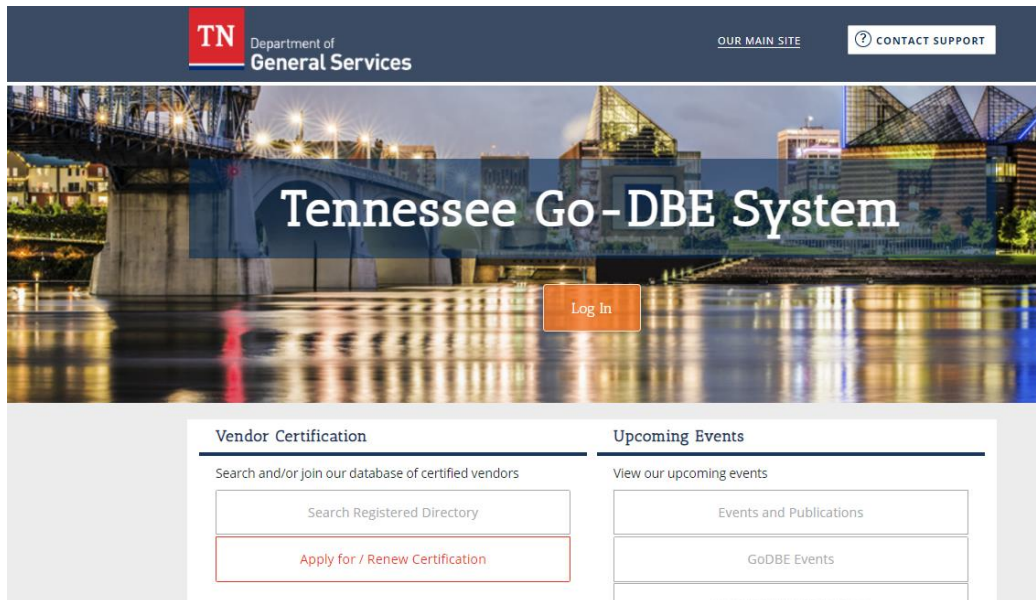 TN
Department of
General Services
OUR MAIN SITE
? CONTACT SUPPORT
Tennessee Go-DBE System
Log In
Vendor Certification
Search and/or join our database of certified vendors
Search Registered Directory
Apply for / Renew Certification
Upcoming Events
View our upcoming events
Events and Publications
GoDBE Events